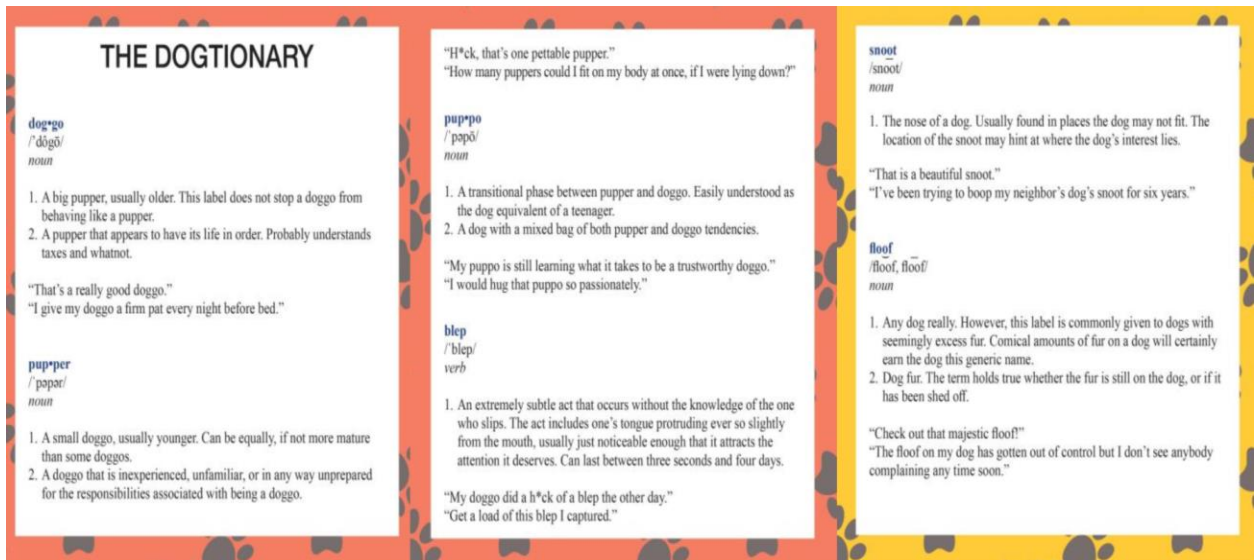 THE DOGTIONARY
dog•go
/ˈdôgō/
noun
1. A big pupper, usually older. This label does not stop a doggo from
behaving like a pupper.
2. A pupper that appears to have its life in order. Probably understands
taxes and whatnot.
“That’s a really good doggo.”
“I give my doggo a firm pat every night before bed.”
pup•per
/ˈpəpər/
noun
1. A small doggo, usually younger. Can be equally, if not more mature
than some doggos.
2. A doggo that is inexperienced, unfamiliar, or in any way unprepared
for the responsibilities associated with being a doggo.
“H*ck, that’s one pettable pupper.”
“How many puppers could I fit on my body at once, if I were lying down?”
pup•po
/ˈpəpō/
noun
1. A transitional phase between pupper and doggo. Easily understood as
the dog equivalent of a teenager.
2. A dog with a mixed bag of both pupper and doggo tendencies.
“My puppo is still learning what it takes to be a trustworthy doggo.”
“I would hug that puppo so passionately.”
blep
/ˈblep/
verb
1. An extremely subtle act that occurs without the knowledge of the one
who slips. The act includes one’s tongue protruding ever so slightly
from the mouth, usually just noticeable enough that it attracts the
attention it deserves. Can last between three seconds and four days.
“My doggo did a h*ck of a blep the other day.”
“Get a load of this blep I captured.”
snoot
/sno͞ot/
noun
1. The nose of a dog. Usually found in places the dog may not fit. The
location of the snoot may hint at where the dog’s interest lies.
“That is a beautiful snoot.”
“I’ve been trying to boop my neighbor’s dog’s snoot for six years.”
floof
/flo͝of, flo͞of/
noun
1. Any dog really. However, this label is commonly given to dogs with
seemingly excess fur. Comical amounts of fur on a dog will certainly
earn the dog this generic name.
2. Dog fur. The term holds true whether the fur is still on the dog, or if it
has been shed off.
“Check out that majestic floof!”
“The floof on my dog has gotten out of control but I don’t see anybody
complaining any time soon.”